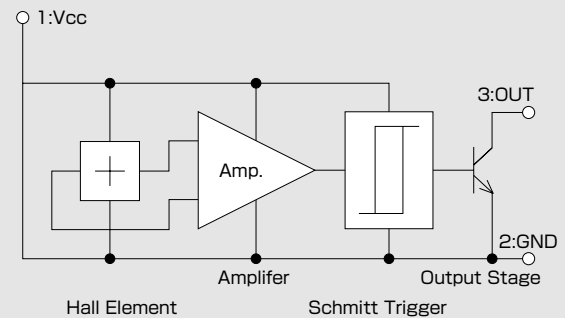 1:Vcc
3:OUT
Amp.
2:GND
Amplifer
Output Stage
Hall Element
Schmitt Trigger